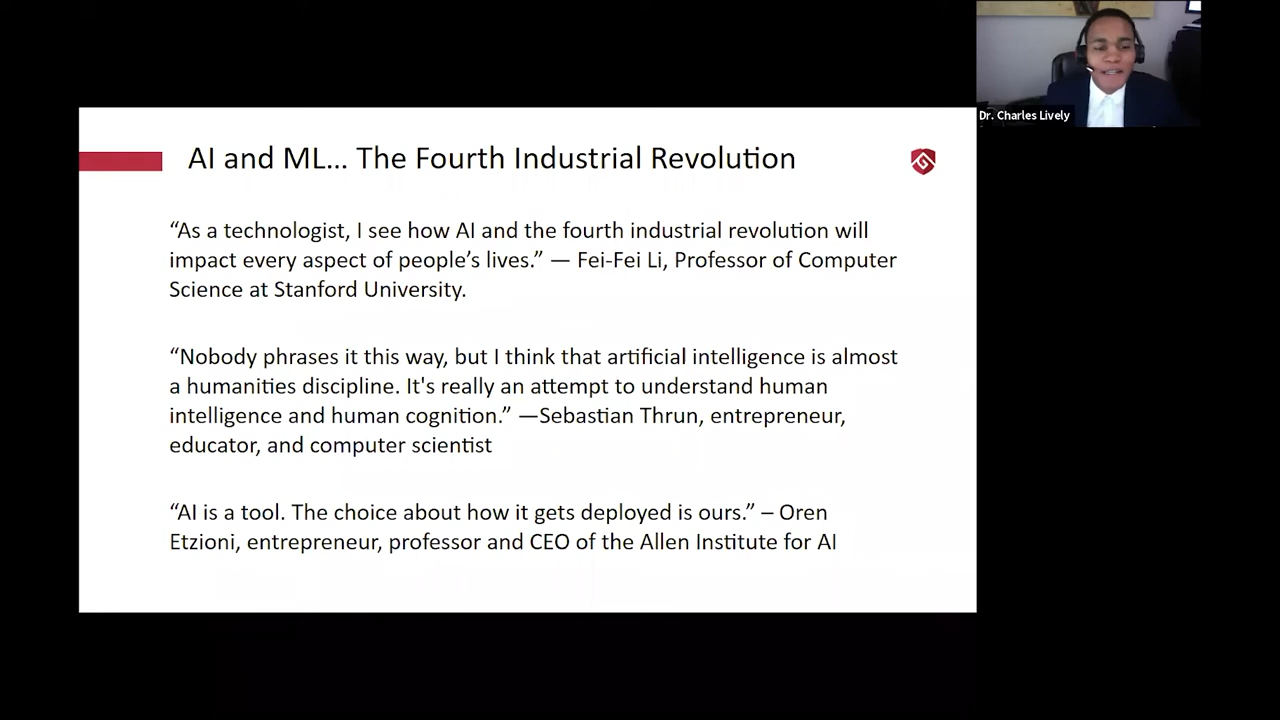 Dr. Charles Lively
AI and ML... The Fourth Industrial Revolution
“As a technologist, I see how AI and the fourth industrial revolution will
impact every aspect of people’s lives.” — Fei-Fei Li, Professor of Computer
Science at Stanford University.
“Nobody phrases it this way, but I think that artificial intelligence is almost
a humanities discipline. It's really an attempt to understand human
intelligence and human cognition.” —Sebastian Thrun, entrepreneur,
educator, and computer scientist
“AI is a tool. The choice about how it gets deployed is ours.” – Oren
Etzioni, entrepreneur, professor and CEO of the Allen Institute for AI